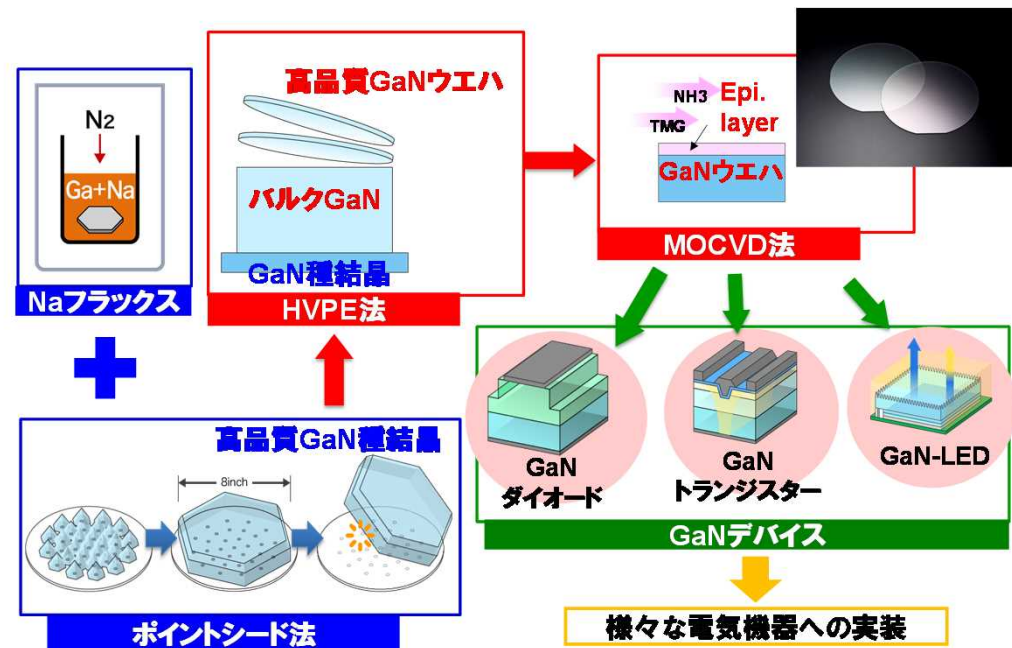 N2
Ga+Na
Naフラックス
高品質GaN種結晶
8inch
ポイントシード法
高品質GaNウエハ
バルクGaN
GaN種結晶
HVPE法
NH3
TMG
Epi.
layer
GaNウエハ
MOCVD法
GaN
ダイオード
GaN
トランジスター
GaN-LED
GaNデバイス
様々な電気機器への実装